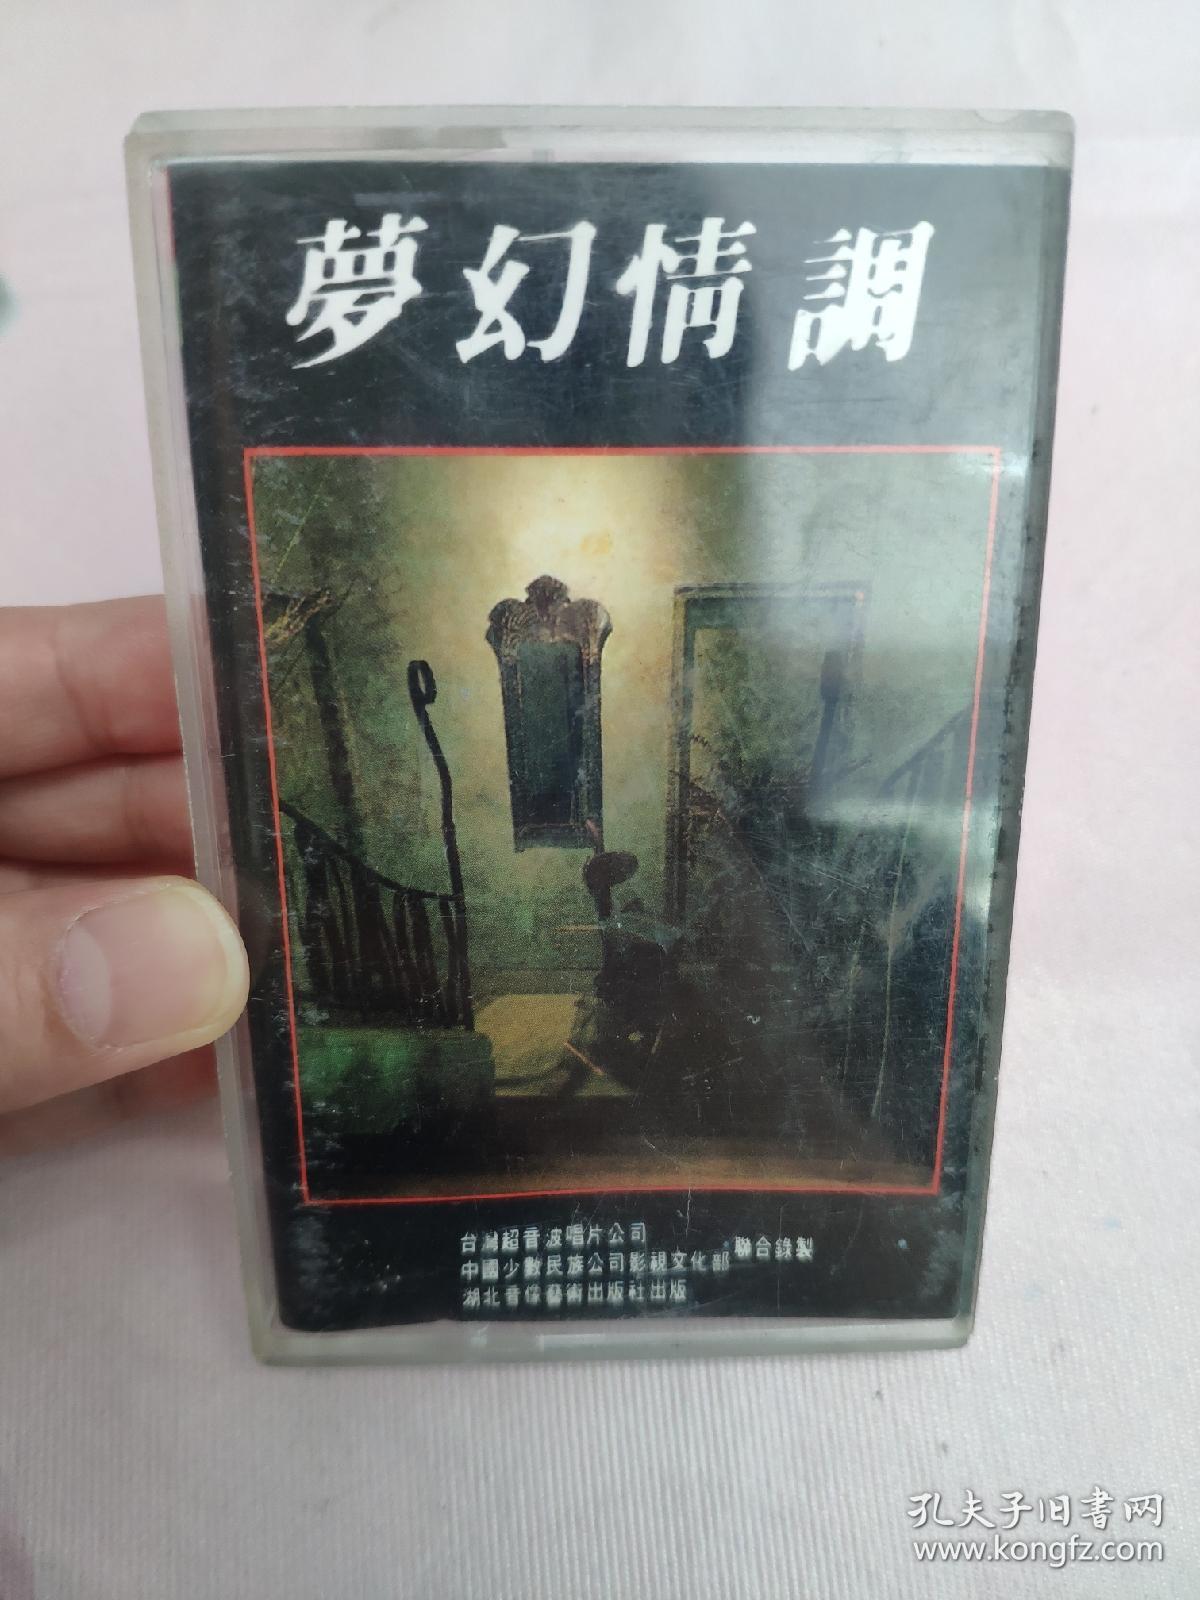 夢幻情調
台灣超音波唱片公司
中國少數民族公司影視文化部 聯合錄製
湖北音像藝術出版社出版
孔夫子旧書网
www.kongfz.com